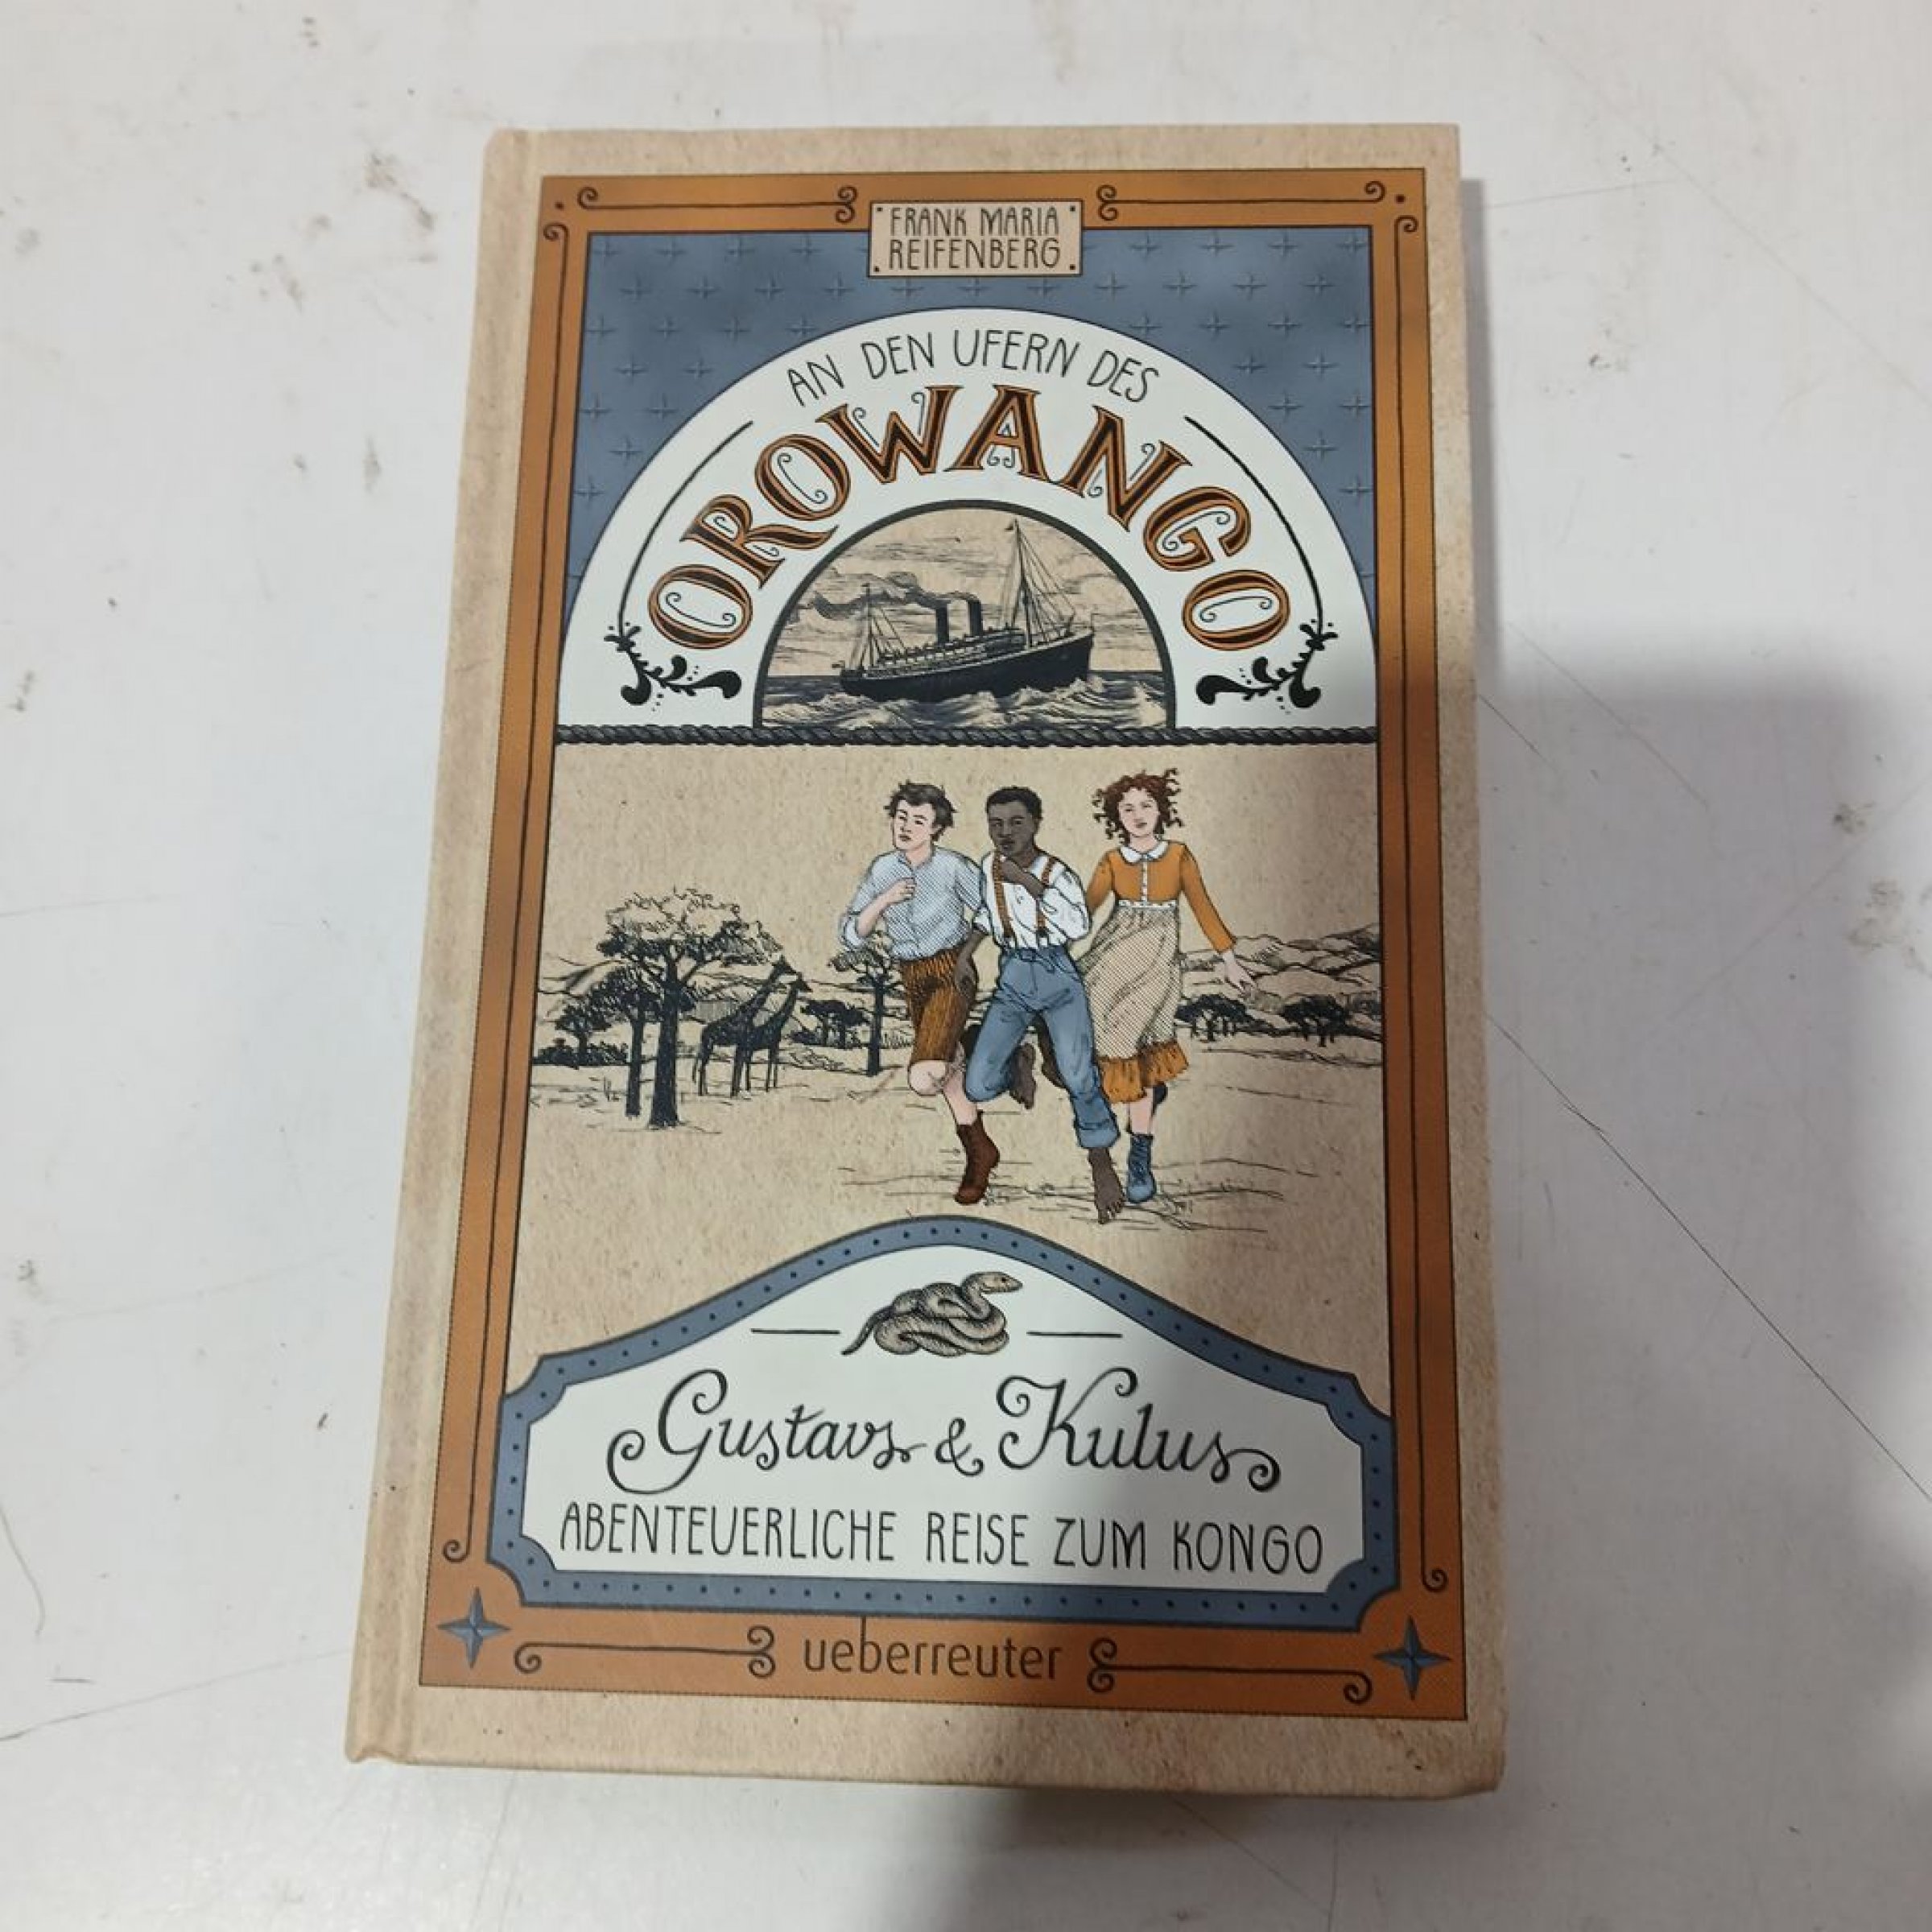 FRANK MARIA
REIFENBERG
AN DEN UFERN DES
OROWANGO
Gustavs & Kulus
ABENTEUERLICHE REISE ZUM KONGO
ueberreuter